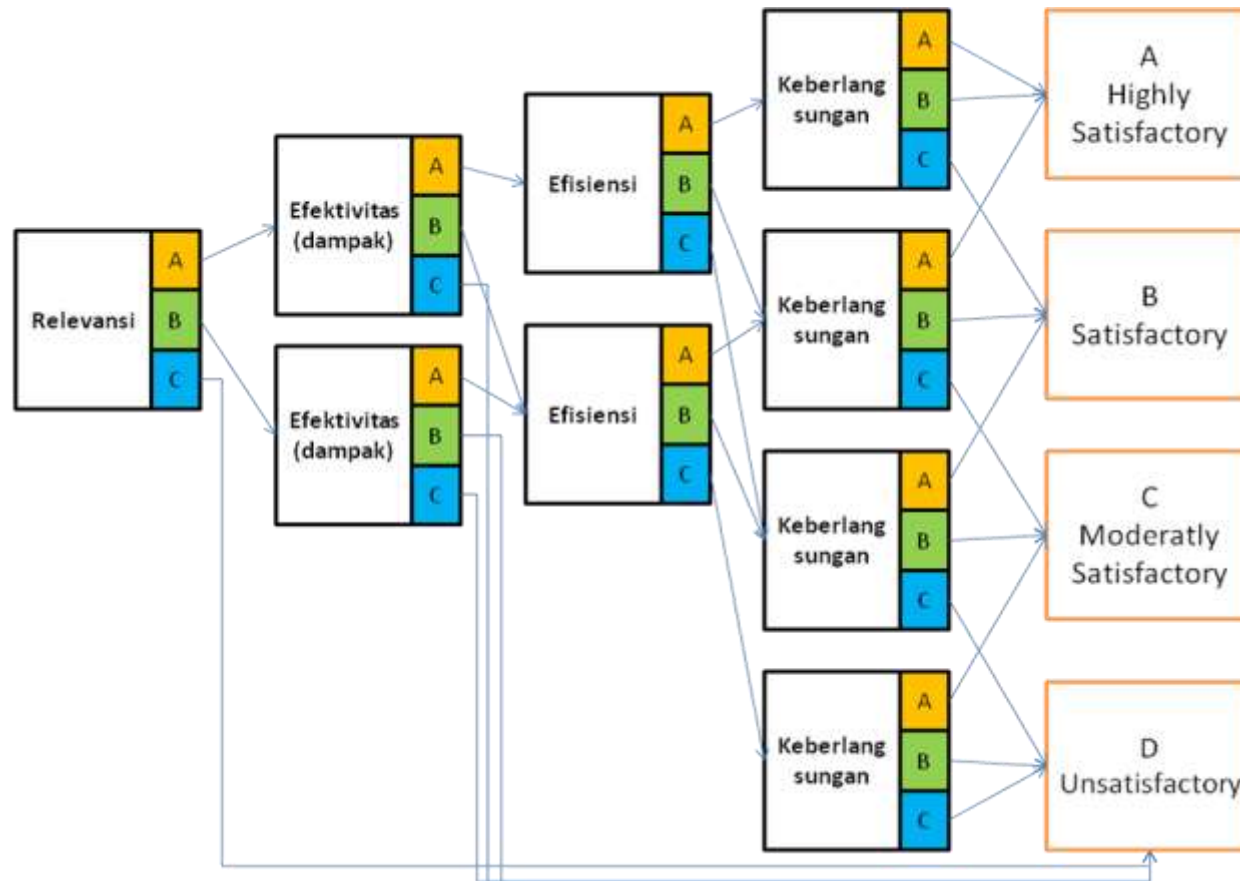 Relevansi
A
B
C
Efektivitas
(dampak)
A
B
C
Efektivitas
(dampak)
A
B
C
Efisiensi
A
B
C
Efisiensi
A
B
C
Keberlang
sungan
A
B
C
Keberlang
sungan
A
B
C
Keberlang
sungan
A
B
C
Keberlang
sungan
A
B
C
A
Highly
Satisfactory
B
Satisfactory
C
Moderatly
Satisfactory
D
Unsatisfactory